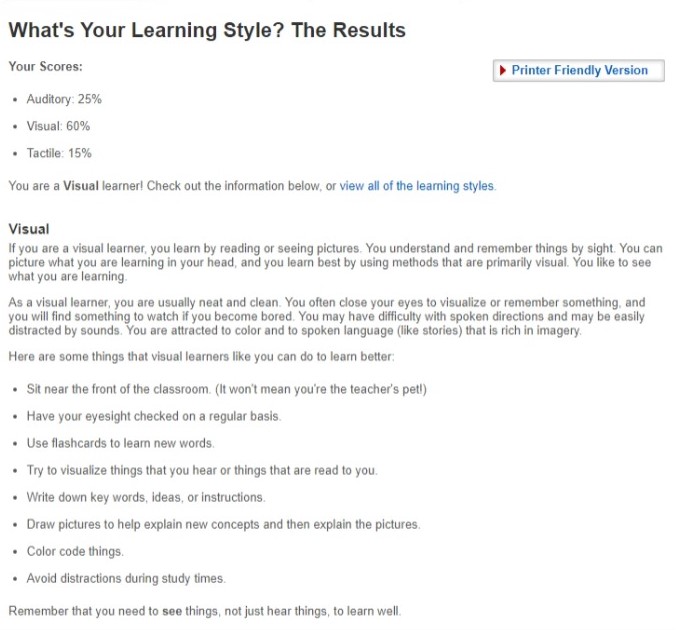 What's Your Learning Style? The Results
Your Scores:
Printer Friendly Version
• Auditory: 25%
• Visual: 60%
• Tactile: 15%
You are a Visual learner! Check out the information below, or view all of the learning styles.
Visual
If you are a visual learner, you learn by reading or seeing pictures. You understand and remember things by sight. You can
picture what you are learning in your head, and you learn best by using methods that are primarily visual. You like to see
what you are learning.
As a visual learner, you are usually neat and clean. You often close your eyes to visualize or remember something, and
you will find something to watch if you become bored. You may have difficulty with spoken directions and may be easily
distracted by sounds. You are attracted to color and to spoken language (like stories) that is rich in imagery.
Here are some things that visual learners like you can do to learn better:
• Sit near the front of the classroom. (It won't mean you're the teacher's pet!)
• Have your eyesight checked on a regular basis.
• Use flashcards to learn new words.
• Try to visualize things that you hear or things that are read to you.
• Write down key words, ideas, or instructions.
• Draw pictures to help explain new concepts and then explain the pictures.
• Color code things.
• Avoid distractions during study times.
Remember that you need to see things, not just hear things, to learn well.